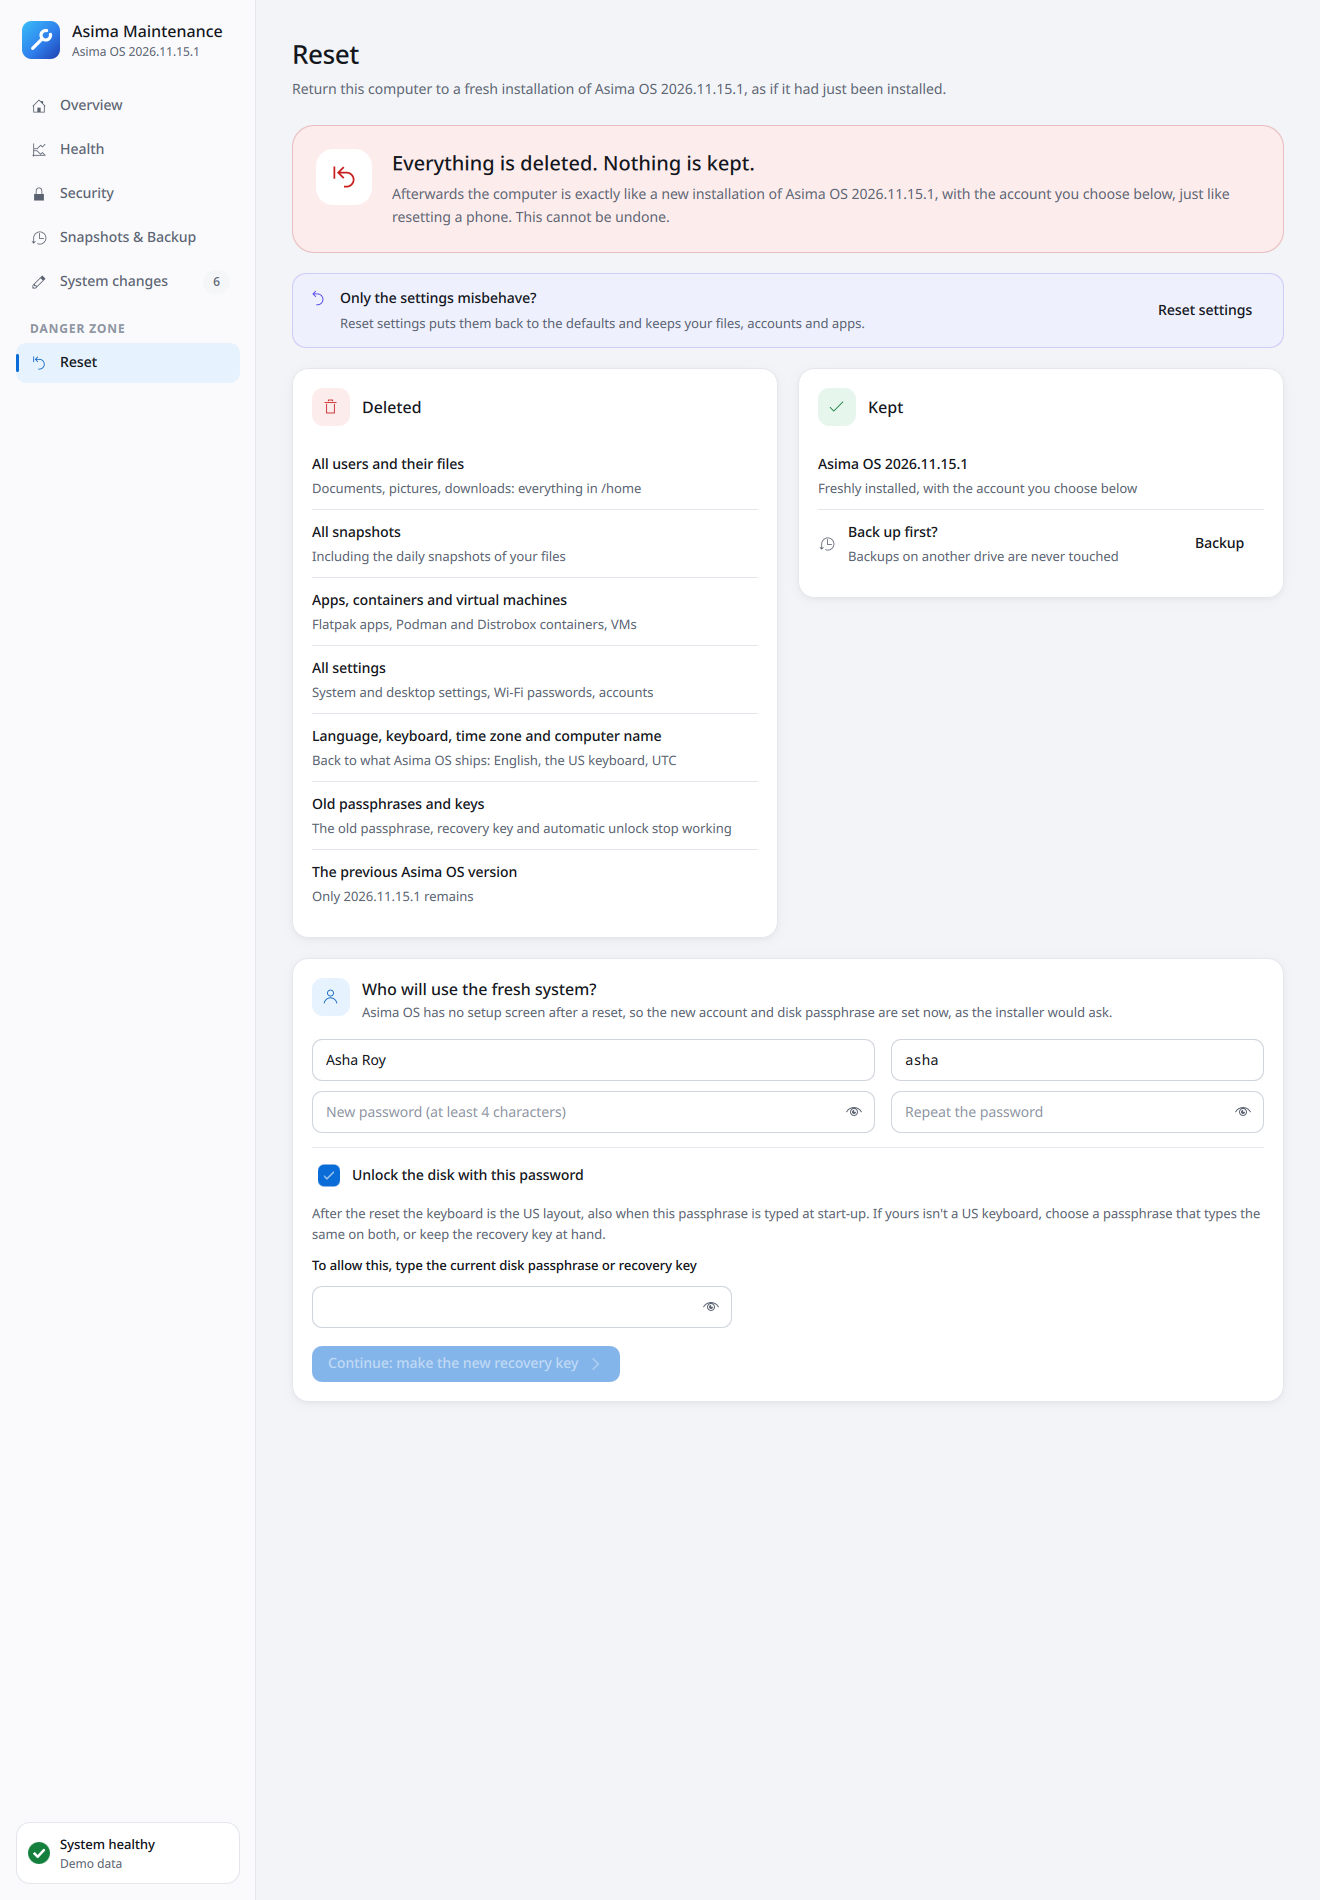 Asima Maintenance
Asima OS 2026.11.15.1
Overview
Health
Security
Snapshots & Backup
System changes 6
DANGER ZONE
Reset
System healthy
Demo data
Reset
Return this computer to a fresh installation of Asima OS 2026.11.15.1, as if it had just been installed.
Everything is deleted. Nothing is kept.
Afterwards the computer is exactly like a new installation of Asima OS 2026.11.15.1, with the account you choose below, just like
resetting a phone. This cannot be undone.
Only the settings misbehave?
Reset settings puts them back to the defaults and keeps your files, accounts and apps.
Reset settings
Deleted
All users and their files
Documents, pictures, downloads: everything in /home
All snapshots
Including the daily snapshots of your files
Apps, containers and virtual machines
Flatpak apps, Podman and Distrobox containers, VMs
All settings
System and desktop settings, Wi-Fi passwords, accounts
Language, keyboard, time zone and computer name
Back to what Asima OS ships: English, the US keyboard, UTC
Old passphrases and keys
The old passphrase, recovery key and automatic unlock stop working
The previous Asima OS version
Only 2026.11.15.1 remains
Kept
Asima OS 2026.11.15.1
Freshly installed, with the account you choose below
Back up first?
Backups on another drive are never touched
Backup
Who will use the fresh system?
Asima OS has no setup screen after a reset, so the new account and disk passphrase are set now, as the installer would ask.
Asha Roy
asha
New password (at least 4 characters)
Repeat the password
Unlock the disk with this password
After the reset the keyboard is the US layout, also when this passphrase is typed at start-up. If yours isn't a US keyboard, choose a passphrase that types the
same on both, or keep the recovery key at hand.
To allow this, type the current disk passphrase or recovery key
Continue: make the new recovery key